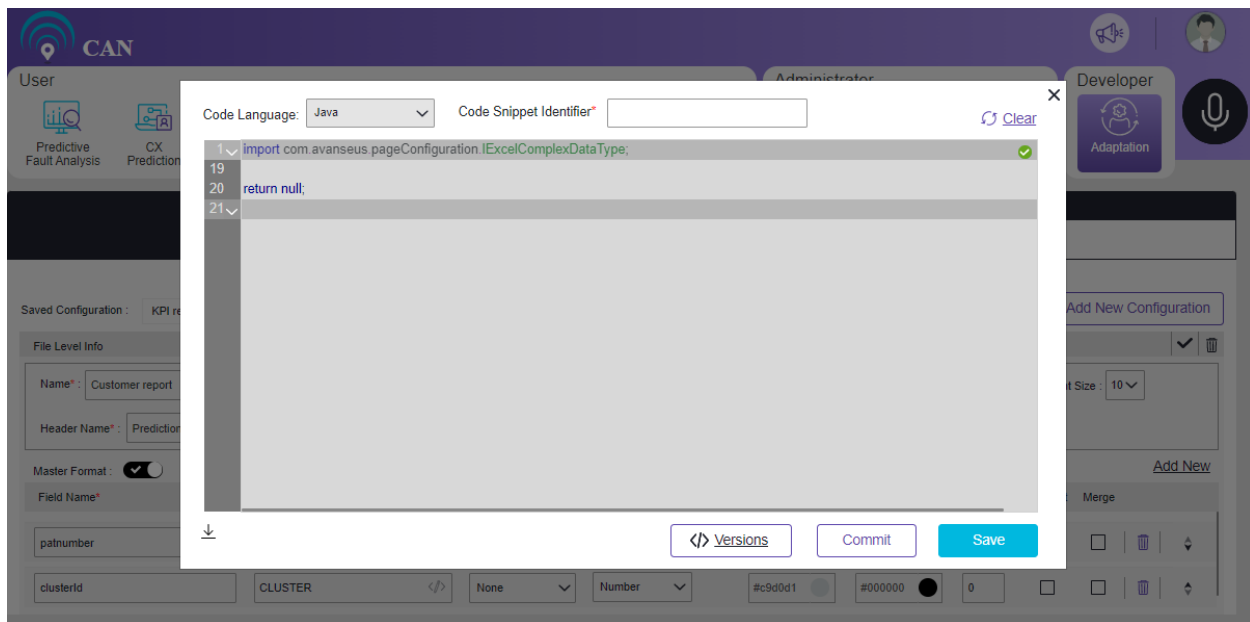 CAN
User
Administrator
Developer
Predictive
Fault Analysis
CX
Prediction
Adaptation
Code Language:
Java
Code Snippet Identifier*
Clear
1 import com.avanseus.pageConfiguration.IExcelComplexDataType;
19
20 return null;
21
Saved Configuration :
KPI re
Add New Configuration
File Level Info
Name* :
Customer report
t Size :
10
Header Name* :
Prediction
Master Format :
Add New
Field Name*
Merge
Versions
Commit
Save
patnumber
clusterId
CLUSTER
</>
None
Number
#c9d0d1
#000000
0